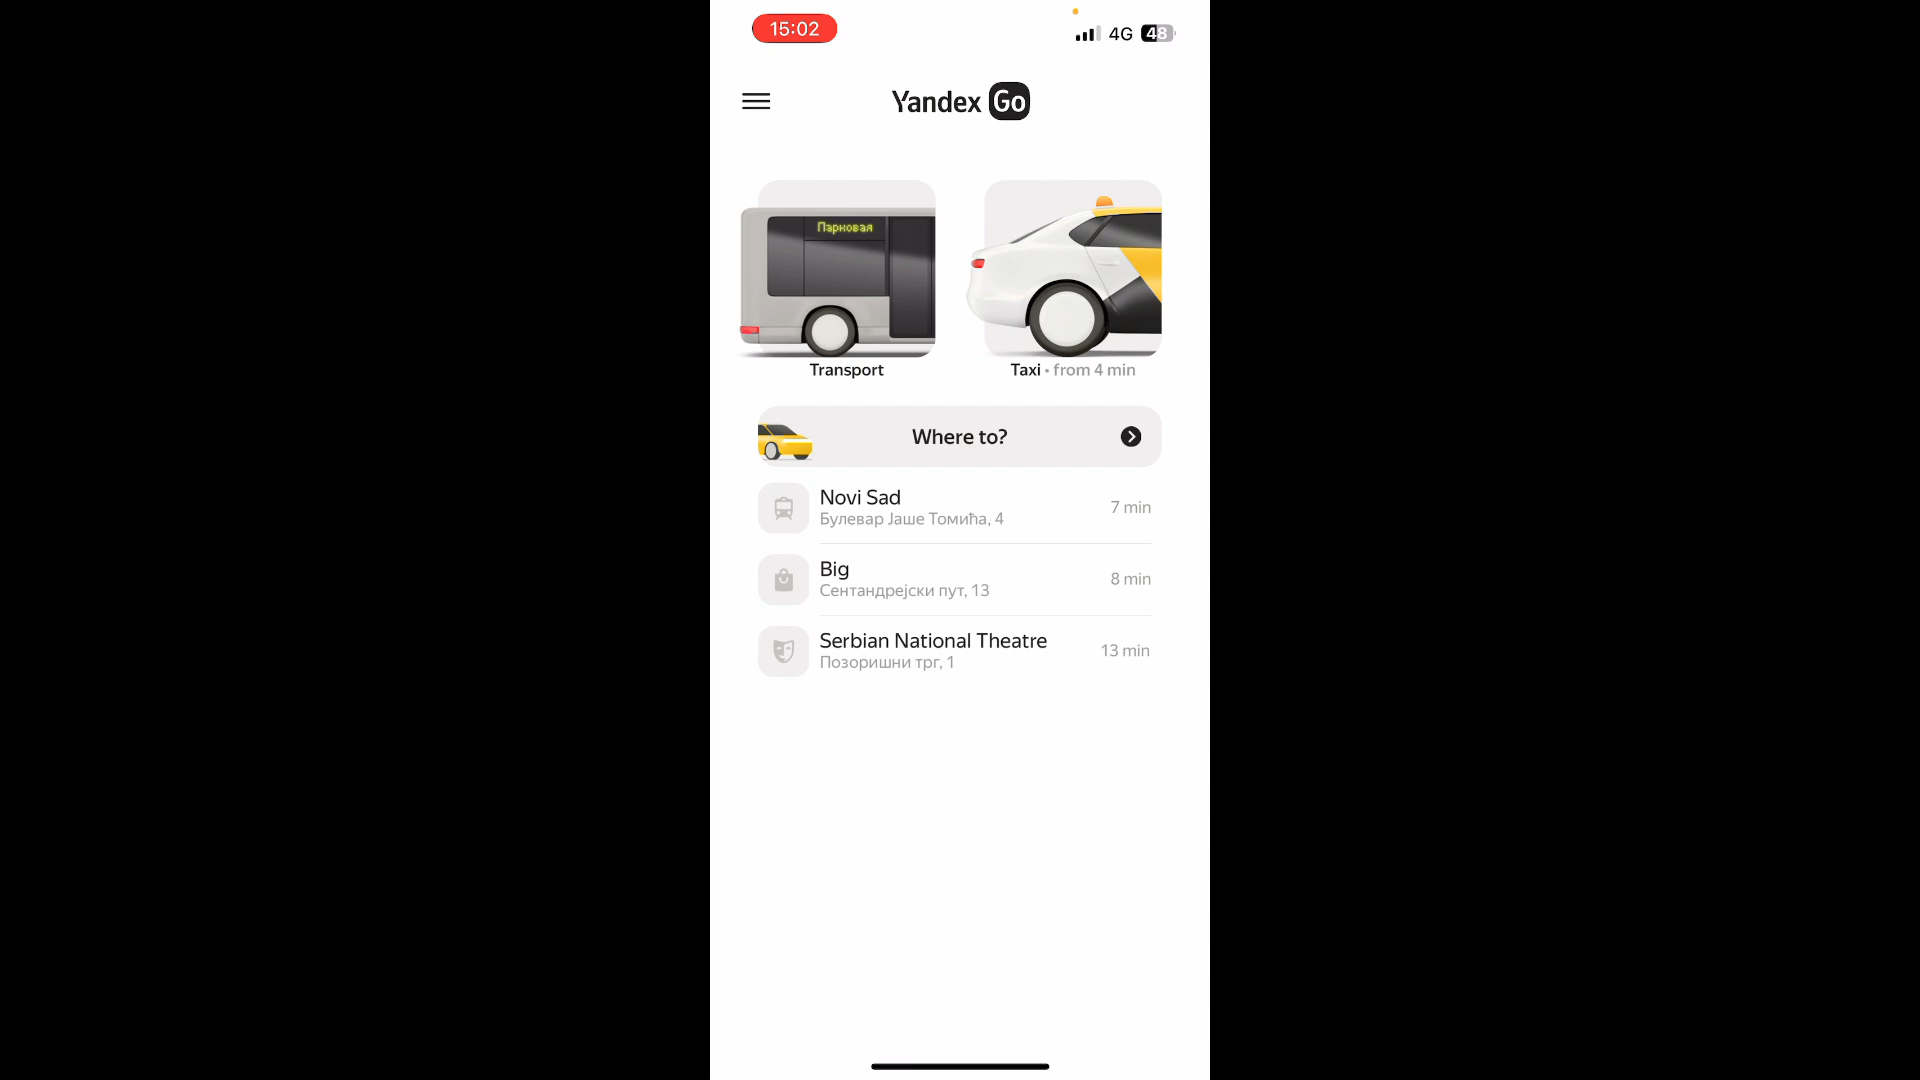 15:02
4G 48
Yandex Go
Парковая
Transport
Taxi • from 4 min
Where to?
Novi Sad
Булевар Јаше Томића, 4
7 min
Big
Сентандрејски пут, 13
8 min
Serbian National Theatre
Позоришни трг, 1
13 min